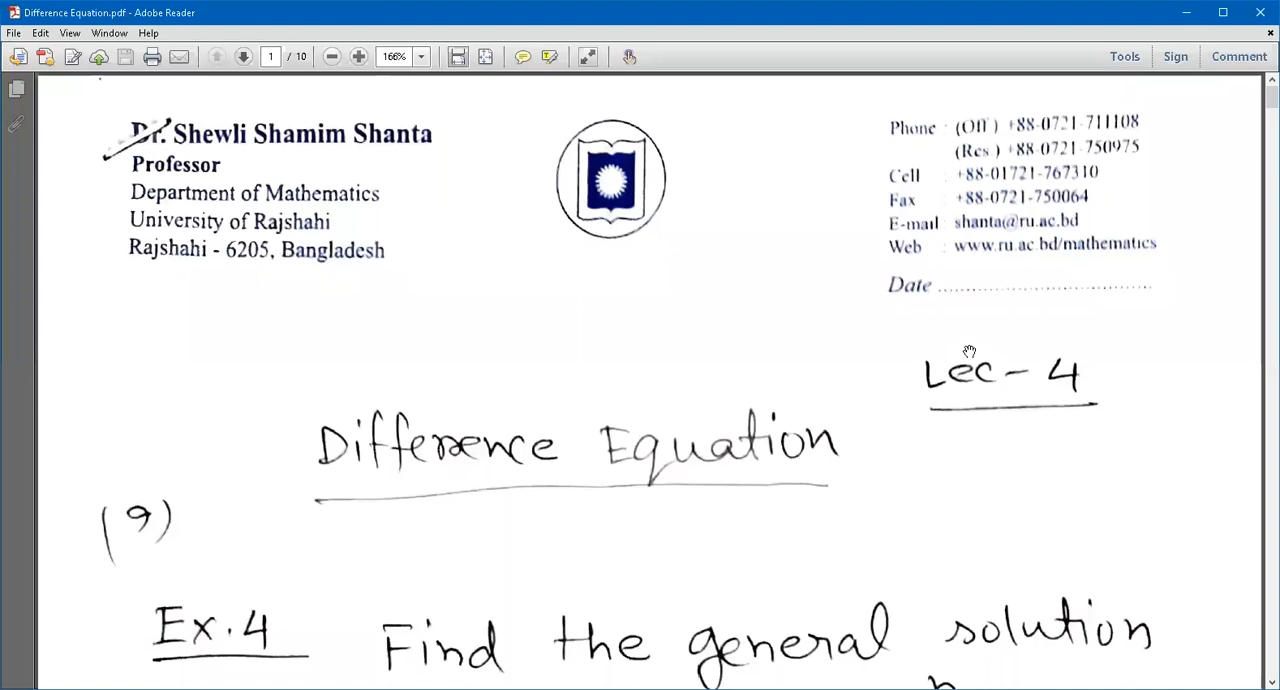 Difference Equation.pdf - Adobe Reader
File Edit View Window Help
1 / 10 166% Tools Sign Comment
Dr. Shewli Shamim Shanta
Professor
Department of Mathematics
University of Rajshahi
Rajshahi - 6205, Bangladesh
Phone : (Off ) +88-0721-711108
(Res ) +88-0721-750975
Cell : +88-01721-767310
Fax : +88-0721-750064
E-mail : shanta@ru.ac.bd
Web : www.ru.ac.bd/mathematics
Date ....................................
Lec - 4
Difference Equation
(9)
Ex. 4 Find the general solution